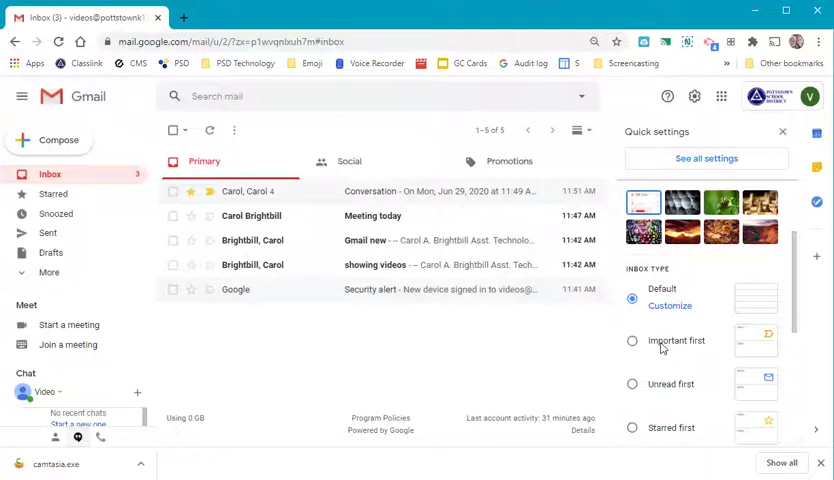 Inbox (3) - videos@pottstownk1
mail.google.com/mail/u/2/?zx=p1wvqnlxuh7m#inbox
4
Apps Classlink CMS PSD PSD Technology Emoji Voice Recorder GC Cards Audit log S Screencasting » Other bookmarks
Gmail
Search mail
POTTSTOWN
SCHOOL
DISTRICT
V
Compose
1–5 of 5
Quick settings
See all settings
Inbox 3
Primary
Social
Promotions
Starred
Carol, Carol 4 Conversation - On Mon, Jun 29, 2020 at 11:49 A... 11:51 AM
Snoozed
Carol Brightbill Meeting today 11:47 AM
Sent
Brightbill, Carol Gmail new - -- Carol A. Brightbill Asst. Technolo... 11:42 AM
Drafts
Brightbill, Carol showing videos - -- Carol A. Brightbill Asst. Tech... 11:42 AM
More
Google Security alert - New device signed in to videos@... 11:41 AM
INBOX TYPE
Default
Customize
Important first
Unread first
Starred first
Meet
Start a meeting
Join a meeting
Chat
Video
No recent chats
Start a new one
Using 0 GB
Program Policies
Powered by Google
Last account activity: 31 minutes ago
Details
camtasia.exe
Show all